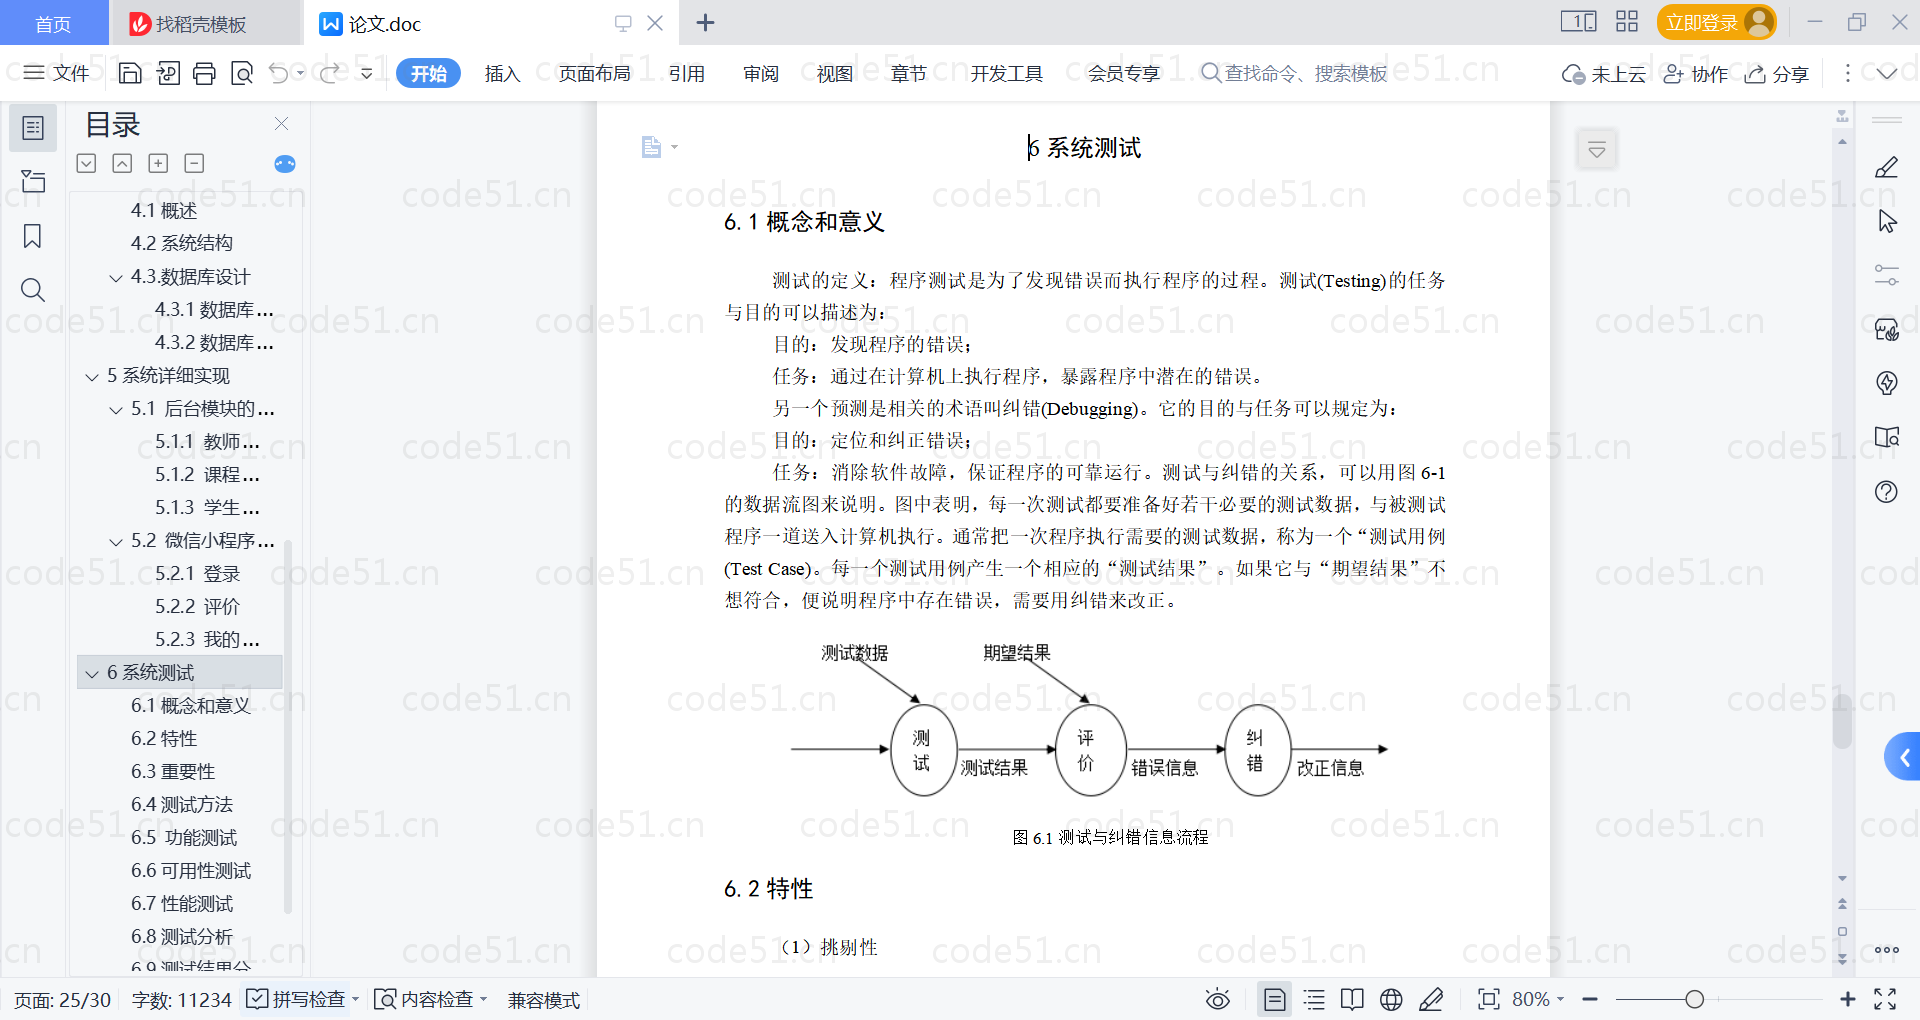 首页
找稻壳模板
论文.doc
立即登录
文件
开始
插入
页面布局
引用
审阅
视图
章节
开发工具
会员专享
查找命令、搜索模板
未上云
协作
分享
目录
4.1 概述
4.2 系统结构
4.3.数据库设计
4.3.1 数据库...
4.3.2 数据库...
5 系统详细实现
5.1 后台模块的...
5.1.1 教师...
5.1.2 课程...
5.1.3 学生...
5.2 微信小程序...
5.2.1 登录
5.2.2 评价
5.2.3 我的...
6 系统测试
6.1 概念和意义
6.2 特性
6.3 重要性
6.4 测试方法
6.5 功能测试
6.6 可用性测试
6.7 性能测试
6.8 测试分析
6.9 测试结果分
6 系统测试
6.1 概念和意义
测试的定义：程序测试是为了发现错误而执行程序的过程。测试(Testing)的任务
与目的可以描述为：
目的：发现程序的错误；
任务：通过在计算机上执行程序，暴露程序中潜在的错误。
另一个预测是相关的术语叫纠错(Debugging)。它的目的与任务可以规定为：
目的：定位和纠正错误；
任务：消除软件故障，保证程序的可靠运行。测试与纠错的关系，可以用图 6-1
的数据流图来说明。图中表明，每一次测试都要准备好若干必要的测试数据，与被测试
程序一道送入计算机执行。通常把一次程序执行需要的测试数据，称为一个“测试用例
(Test Case)。每一个测试用例产生一个相应的“测试结果”。如果它与“期望结果”不
想符合，便说明程序中存在错误，需要用纠错来改正。
测试数据
期望结果
测试
评价
纠错
测试结果
错误信息
改正信息
图 6.1 测试与纠错信息流程
6.2 特性
（1）挑剔性
页面: 25/30
字数: 11234
拼写检查
内容检查
兼容模式
80%
code51.cn